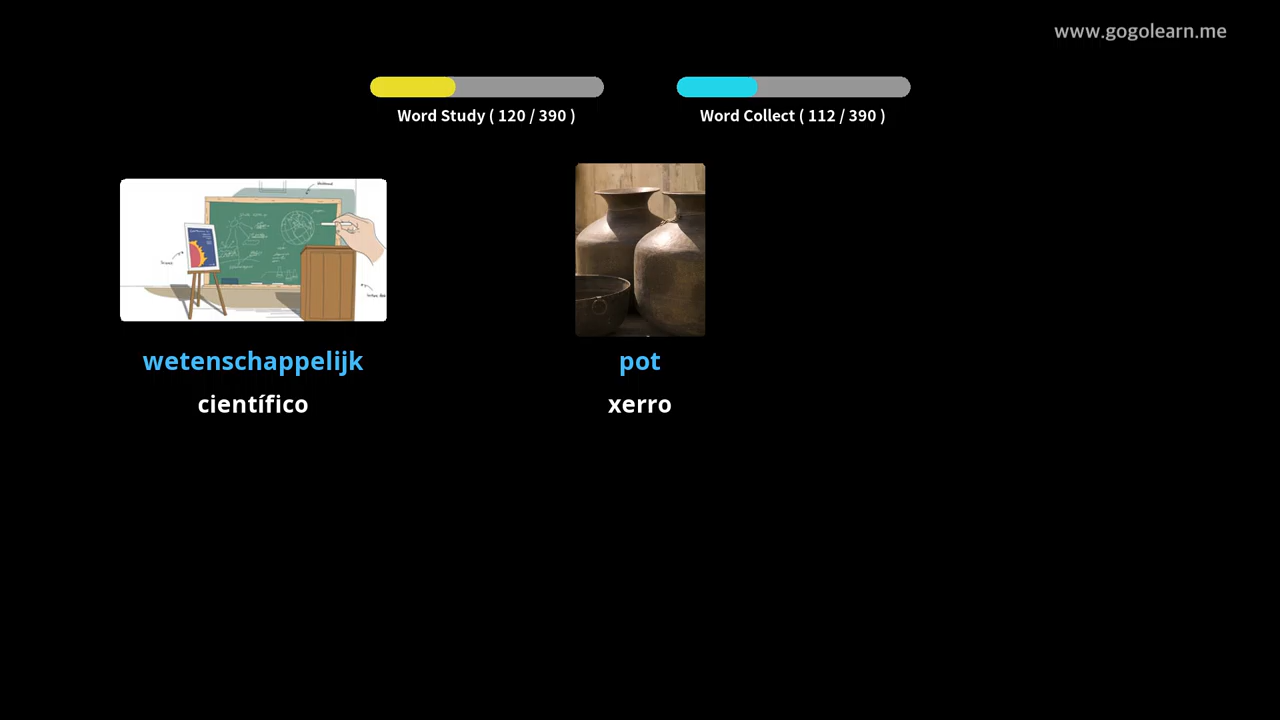 www.gogolearn.me
Word Study ( 120 / 390 )
Word Collect ( 112 / 390 )
wetenschappelijk
pot
científico
xerro